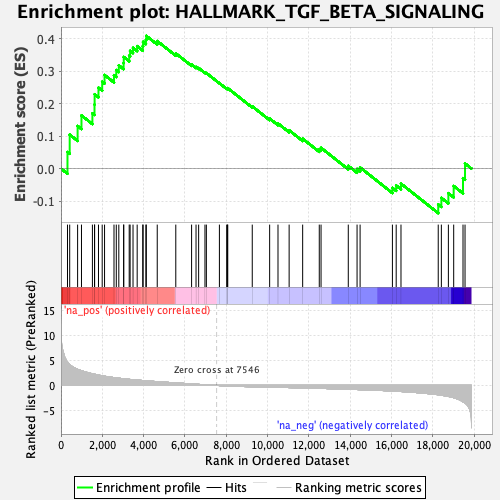 Enrichment plot: HALLMARK_TGF_BETA_SIGNALING
Enrichment score (ES)
0.4
0.3
0.2
0.1
0.0
-0.1
'na_pos' (positively correlated)
Ranked list metric (PreRanked)
15
10
5
0
-5
Zero cross at 7546
'na_neg' (negatively correlated)
0 2,000 4,000 6,000 8,000 10,000 12,000 14,000 16,000 18,000 20,000
Rank in Ordered Dataset
Enrichment profile Hits Ranking metric scores